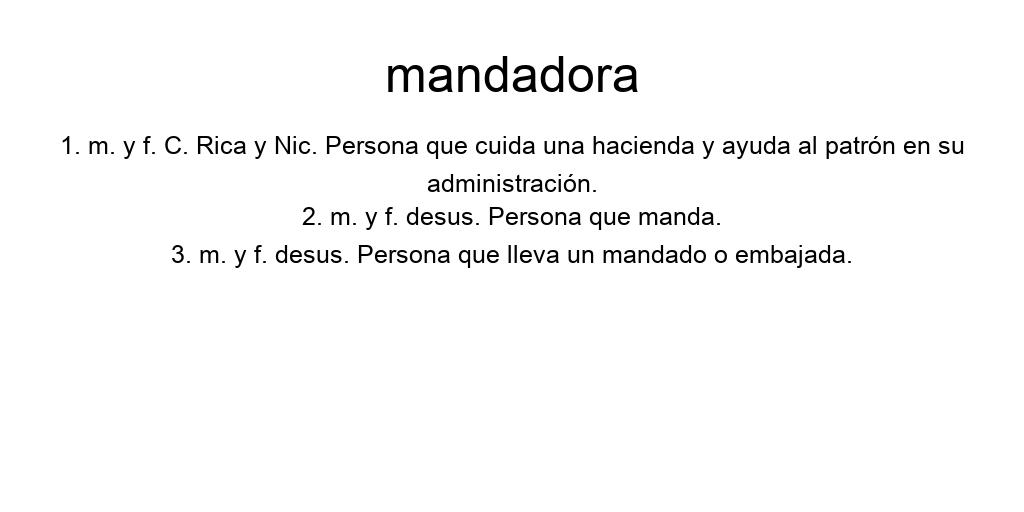 mandadora
1. m. y f. C. Rica y Nic. Persona que cuida una hacienda y ayuda al patrón en su
administración.
2. m. y f. desus. Persona que manda.
3. m. y f. desus. Persona que lleva un mandado o embajada.